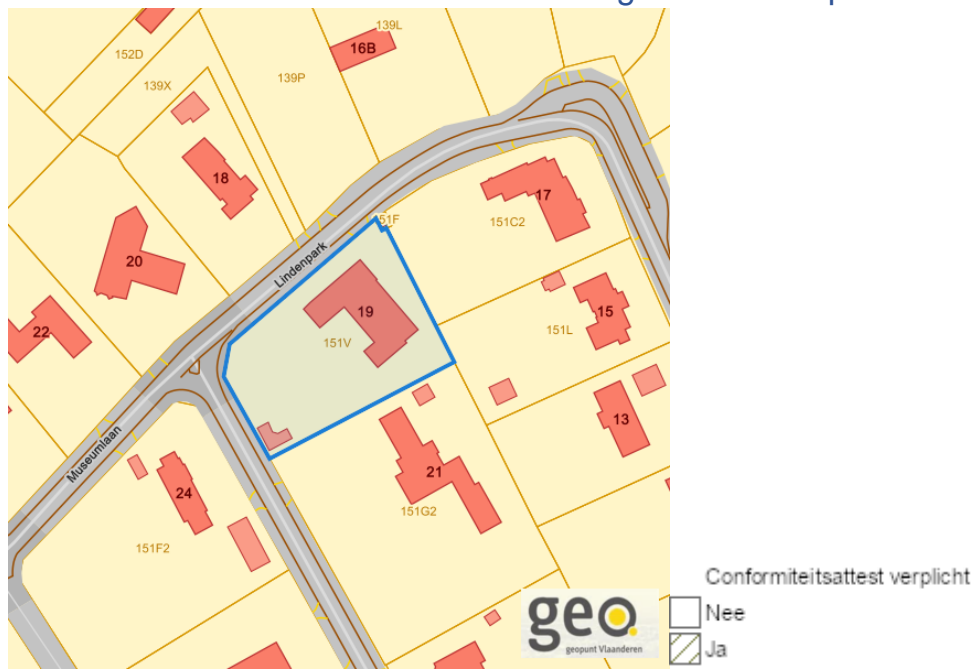 139L
16B
152D
139P
139X
18
17
151F
151C2
Lindenpark
20
19
15
22
151V
151L
13
Museumlaan
21
24
151G2
151F2
geo.
geopunt Vlaanderen
Conformiteitsattest verplicht
Nee
Ja